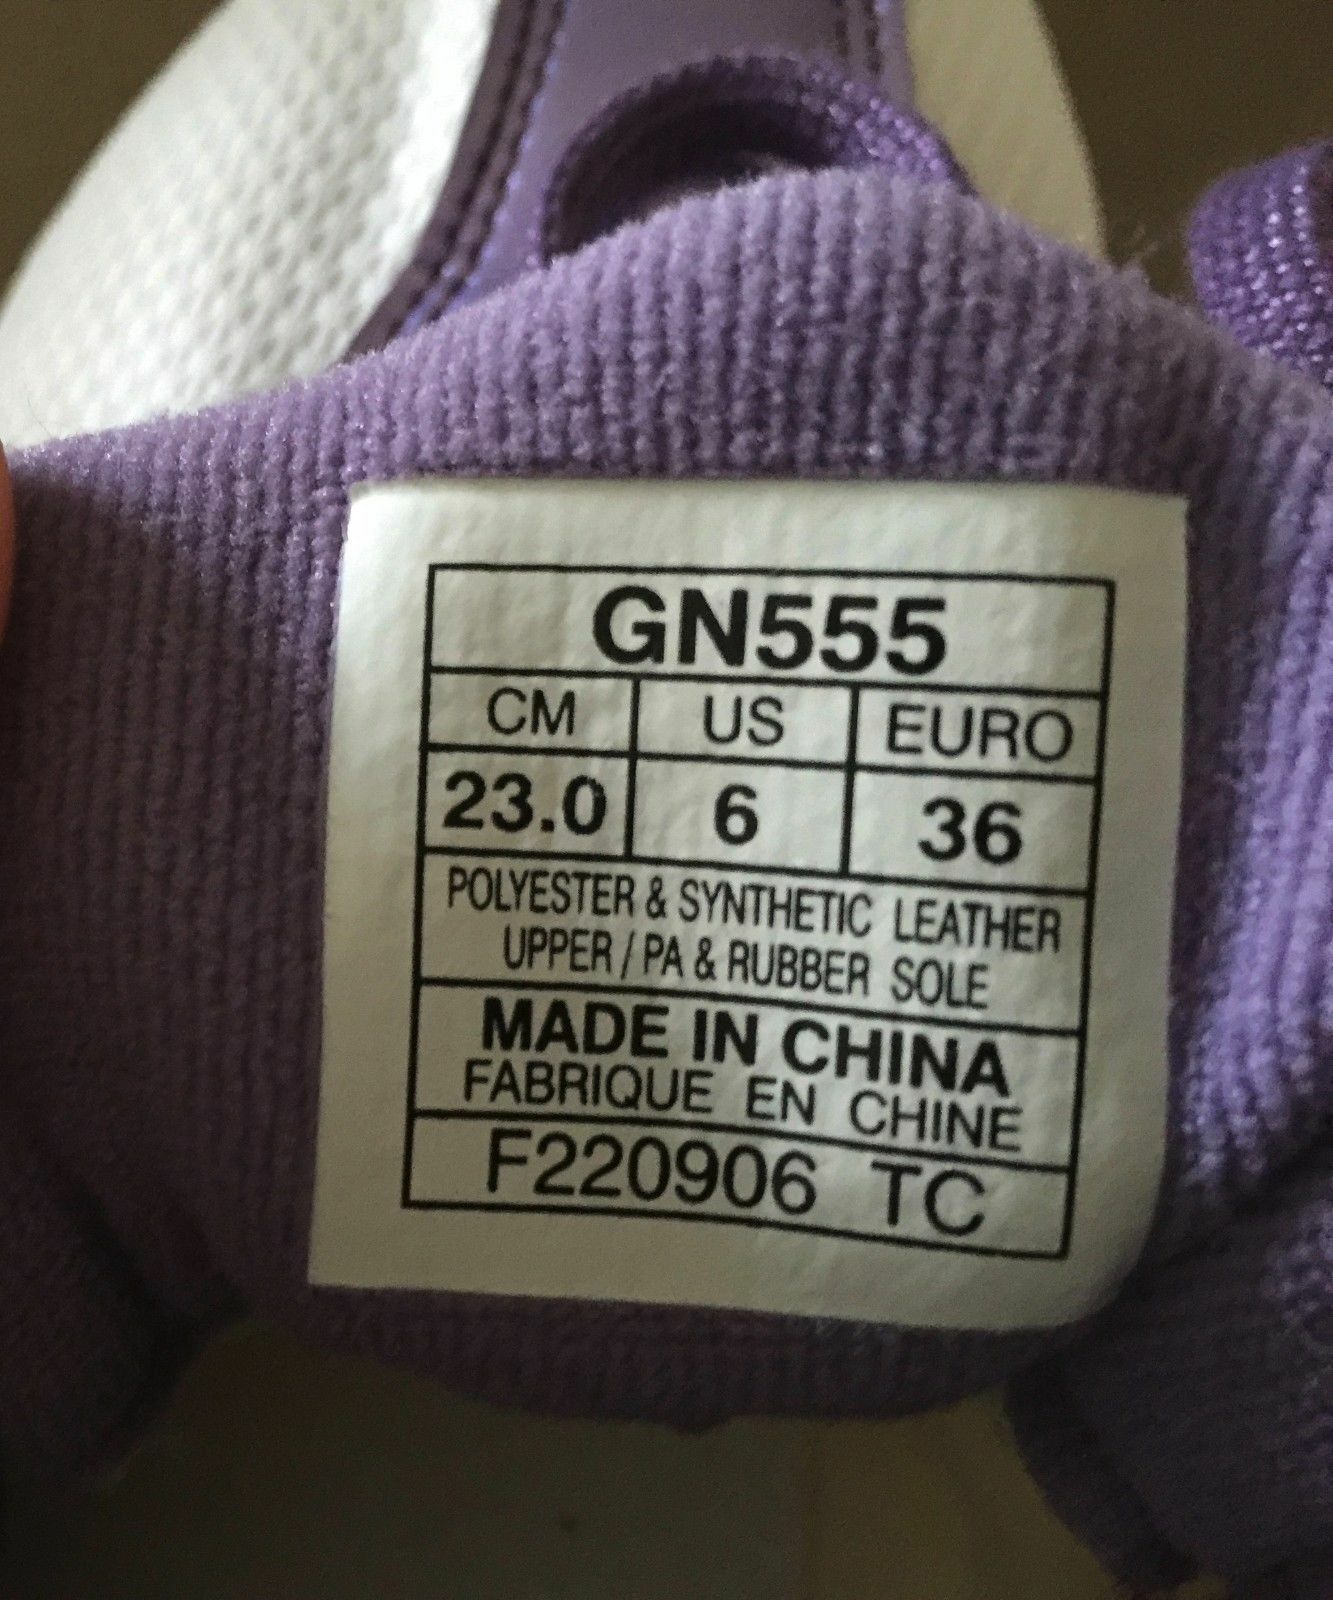 GN555
CM US EURO
23.0 6 36
POLYESTER & SYNTHETIC LEATHER
UPPER / PA & RUBBER SOLE
MADE IN CHINA
FABRIQUE EN CHINE
F220906 TC